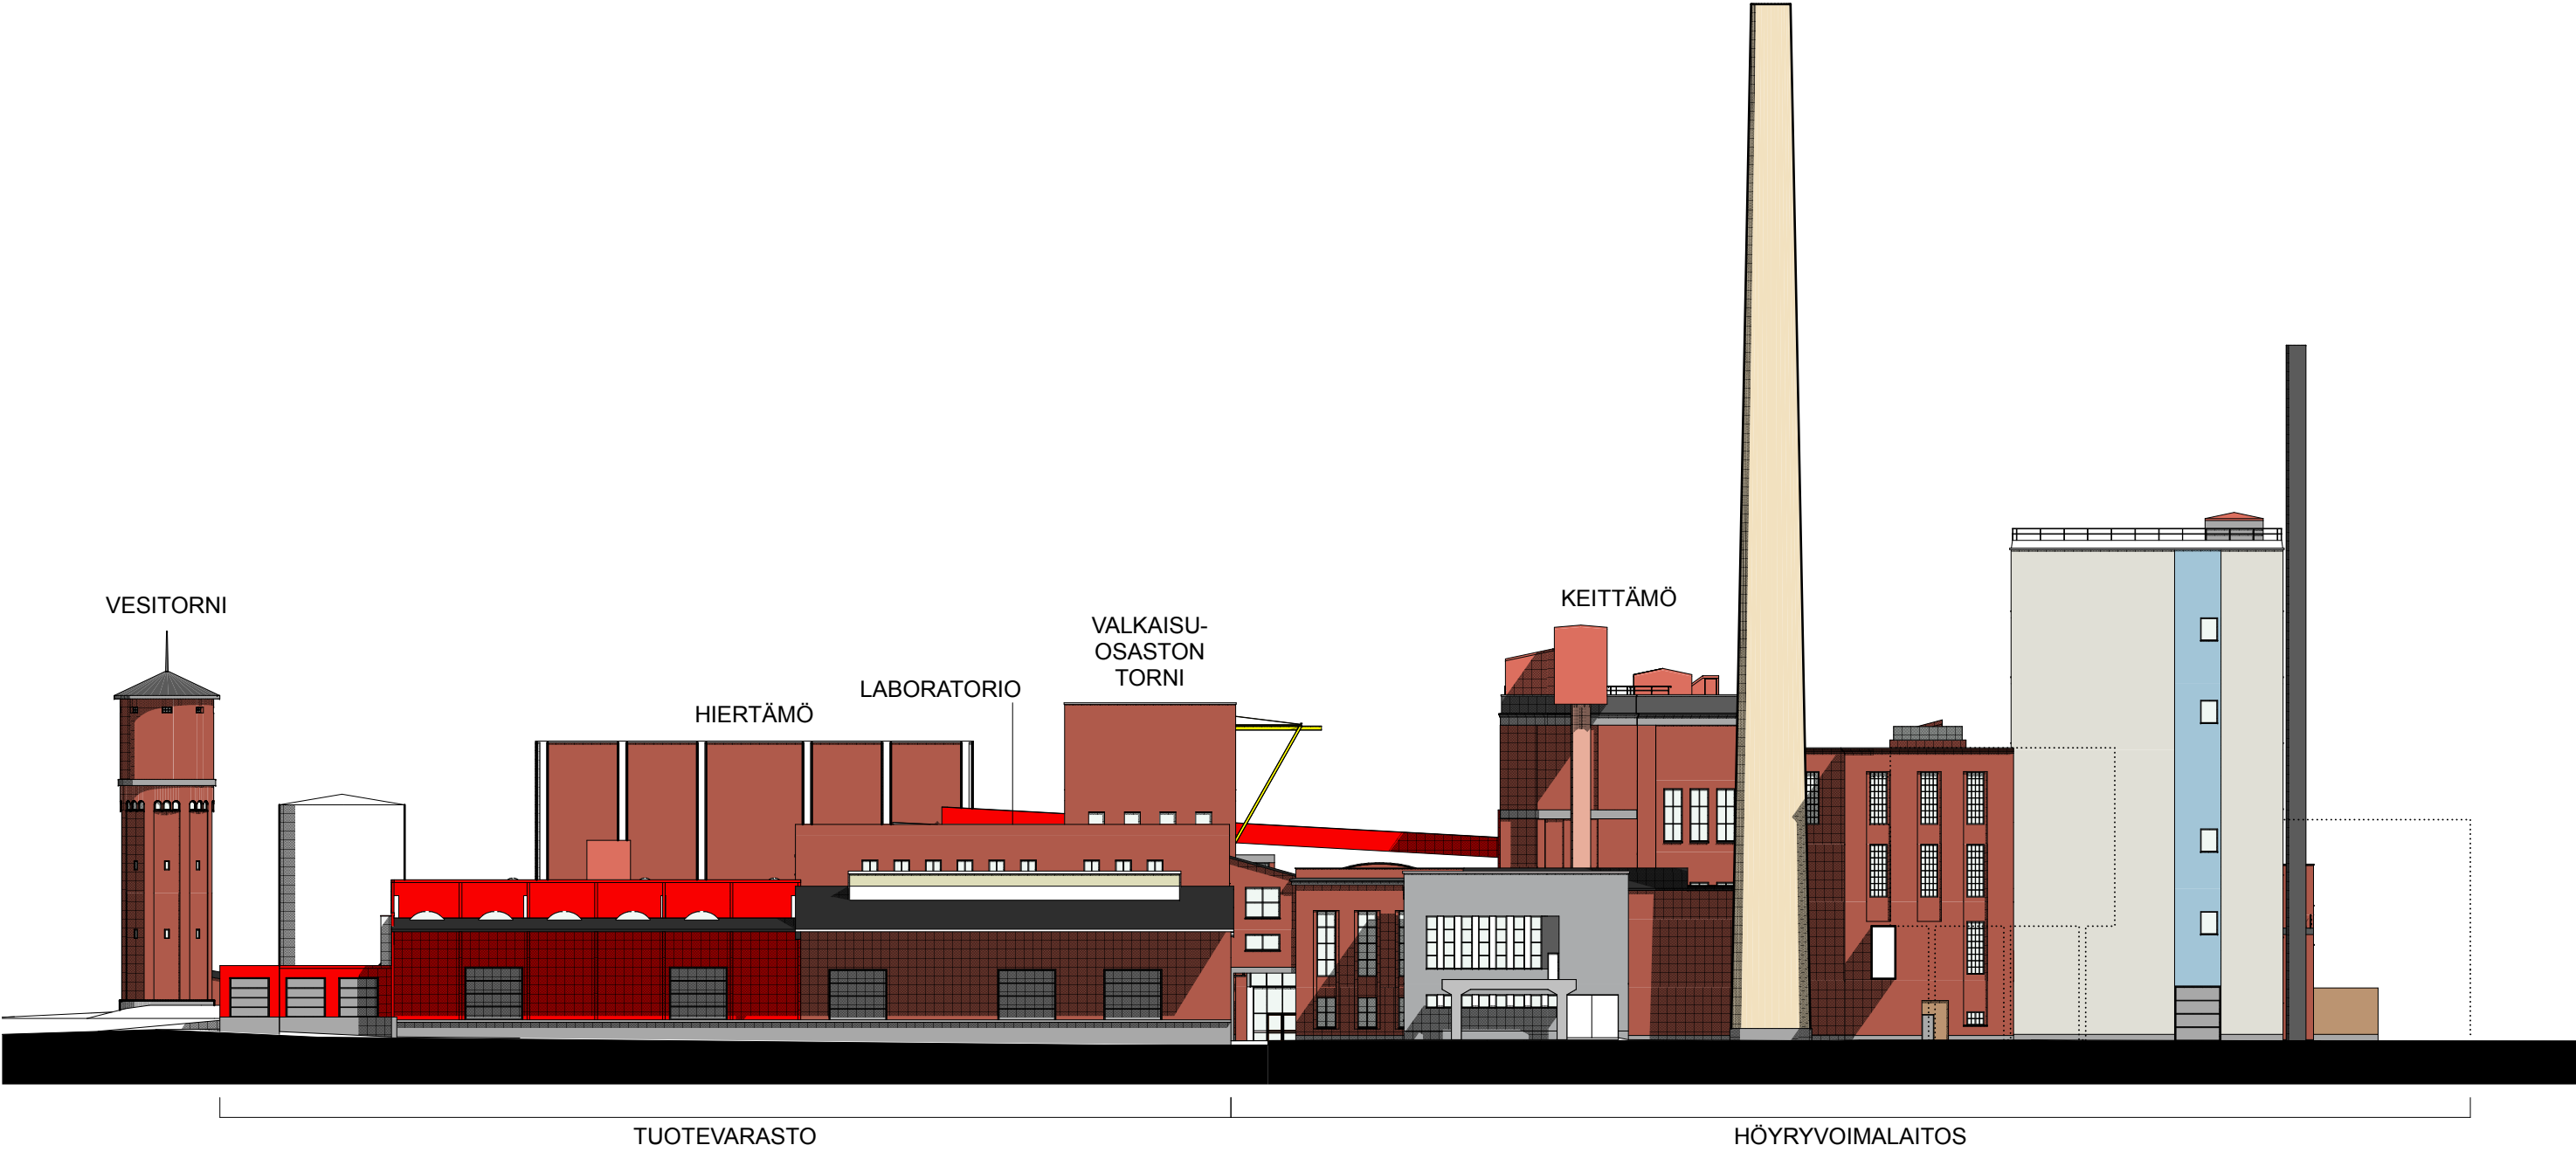 VESITORNI
HIERTÄMÖ
LABORATORIO
VALKAISU-
OSASTON
TORNI
KEITTÄMÖ
TUOTEVARASTO
HÖYRYVOIMALAITOS